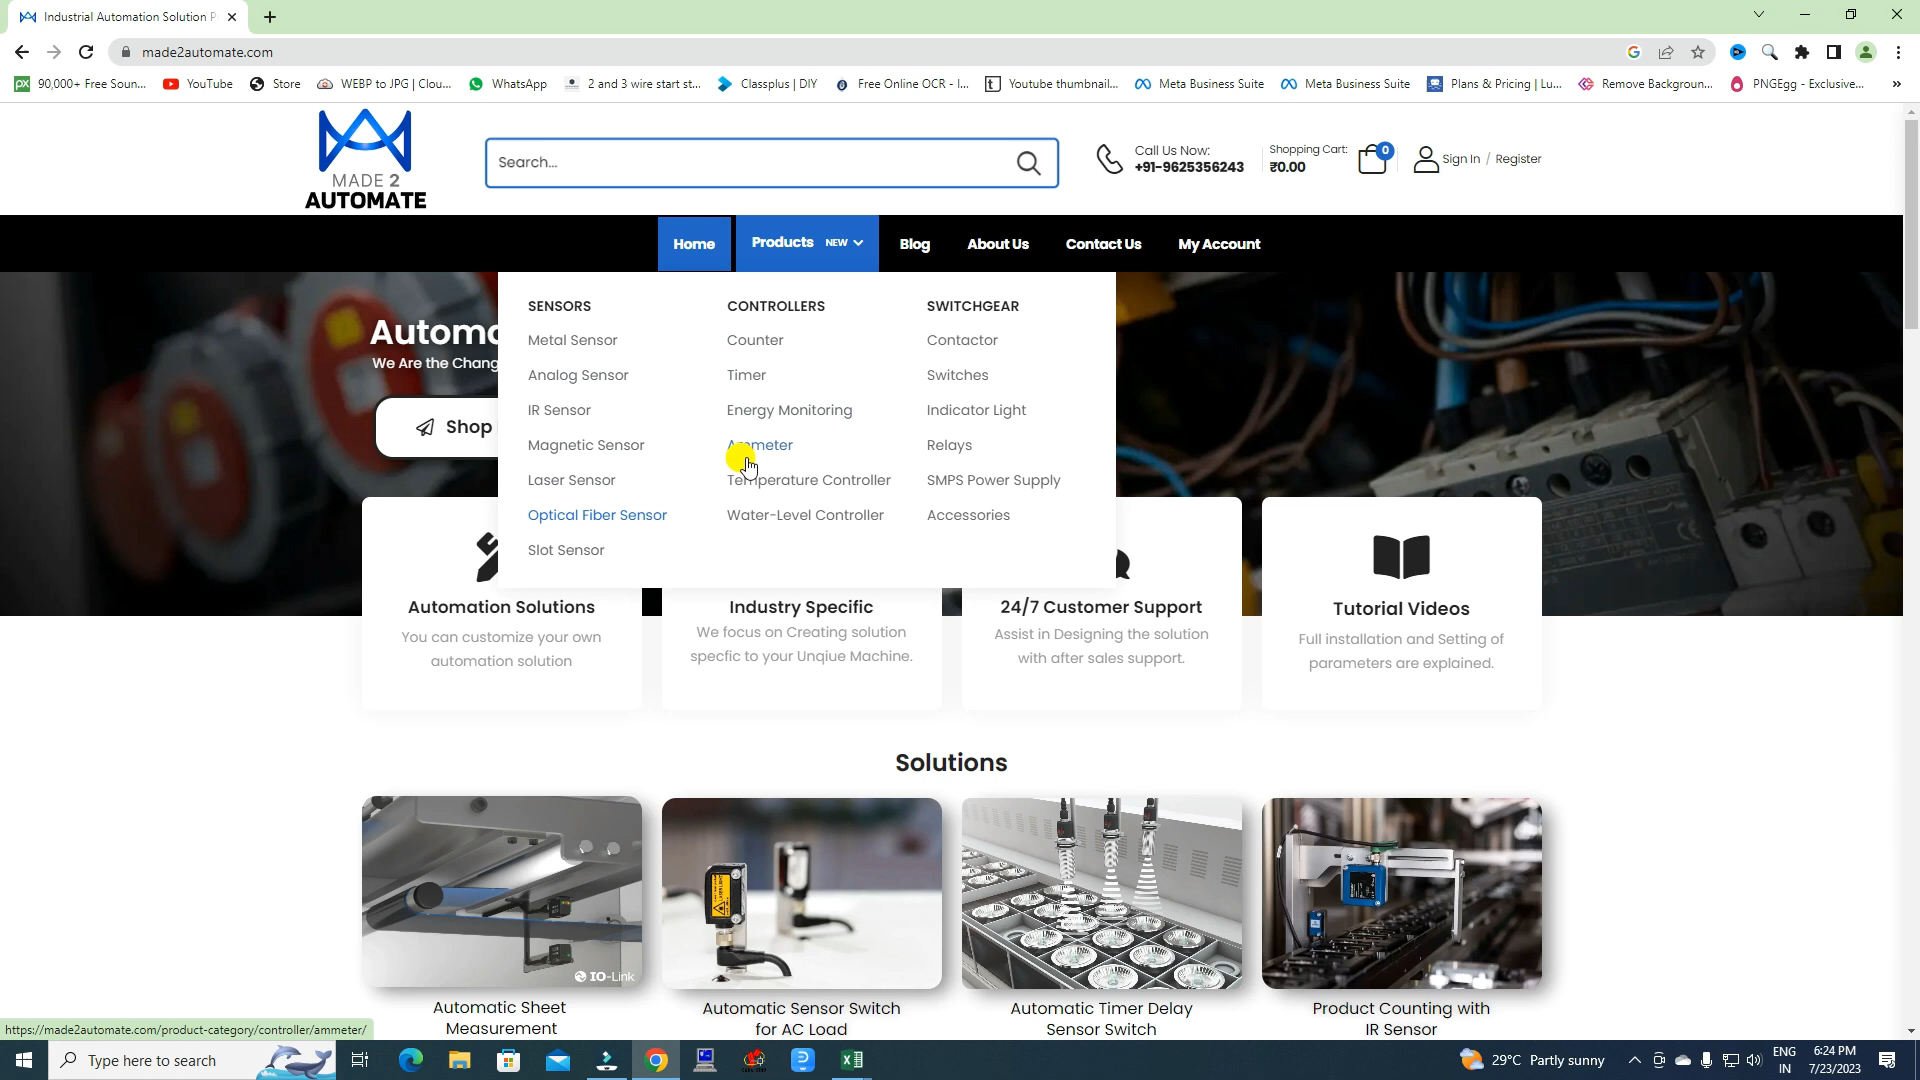 Industrial Automation Solution P
made2automate.com
90,000+ Free Soun...
YouTube
Store
WEBP to JPG | Clou...
WhatsApp
2 and 3 wire start st...
Classplus | DIY
Free Online OCR - I...
Youtube thumbnail...
Meta Business Suite
Meta Business Suite
Plans & Pricing | Lu...
Remove Backgroun...
PNGEgg - Exclusive...
»
MADE 2
AUTOMATE
Search...
Call Us Now:
+91-9625356243
Shopping Cart:
₹0.00
0
Sign In / Register
Home
Products NEW
Blog
About Us
Contact Us
My Account
Automa
We Are the Chang
Shop
SENSORS
Metal Sensor
Analog Sensor
IR Sensor
Magnetic Sensor
Laser Sensor
Optical Fiber Sensor
Slot Sensor
CONTROLLERS
Counter
Timer
Energy Monitoring
Ammeter
Temperature Controller
Water-Level Controller
SWITCHGEAR
Contactor
Switches
Indicator Light
Relays
SMPS Power Supply
Accessories
Automation Solutions
You can customize your own
automation solution
Industry Specific
We focus on Creating solution
specfic to your Unqiue Machine.
24/7 Customer Support
Assist in Designing the solution
with after sales support.
Tutorial Videos
Full installation and Setting of
parameters are explained.
Solutions
IO-Link
Automatic Sheet
Measurement
Automatic Sensor Switch
for AC Load
Automatic Timer Delay
Sensor Switch
Product Counting with
IR Sensor
https://made2automate.com/product-category/controller/ammeter/
Type here to search
29°C Partly sunny
ENG
IN
6:24 PM
7/23/2023